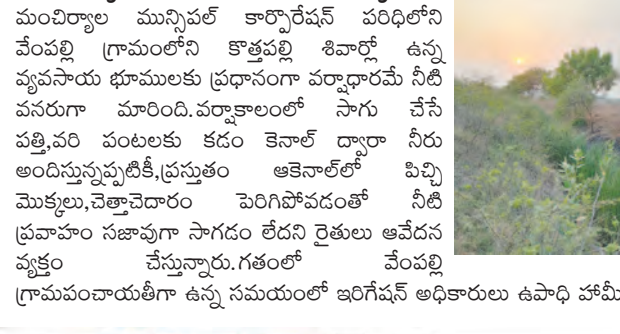 మంచిర్యాల మున్సిపల్ కార్పొరేషన్ పరిధిలోని
వేంపల్లి గ్రామంలోని కొత్తపల్లి శివార్లో ఉన్న
వ్యవసాయ భూములకు ప్రధానంగా వర్షాధారమే నీటి
వనరుగా మారింది.వర్షాకాలంలో సాగు చేసే
పత్తి,వరి పంటలకు కడం కెనాల్ ద్వారా నీరు
అందిస్తున్నప్పటికీ,ప్రస్తుతం ఆకెనాల్‌లో పిచ్చి
మొక్కలు,చెత్తాచెదారం పెరిగిపోవడంతో నీటి
ప్రవాహం సజావుగా సాగడం లేదని రైతులు ఆవేదన
వ్యక్తం చేస్తున్నారు.గతంలో వేంపల్లి
గ్రామపంచాయతీగా ఉన్న సమయంలో ఇరిగేషన్ అధికారులు ఉపాధి హామీ